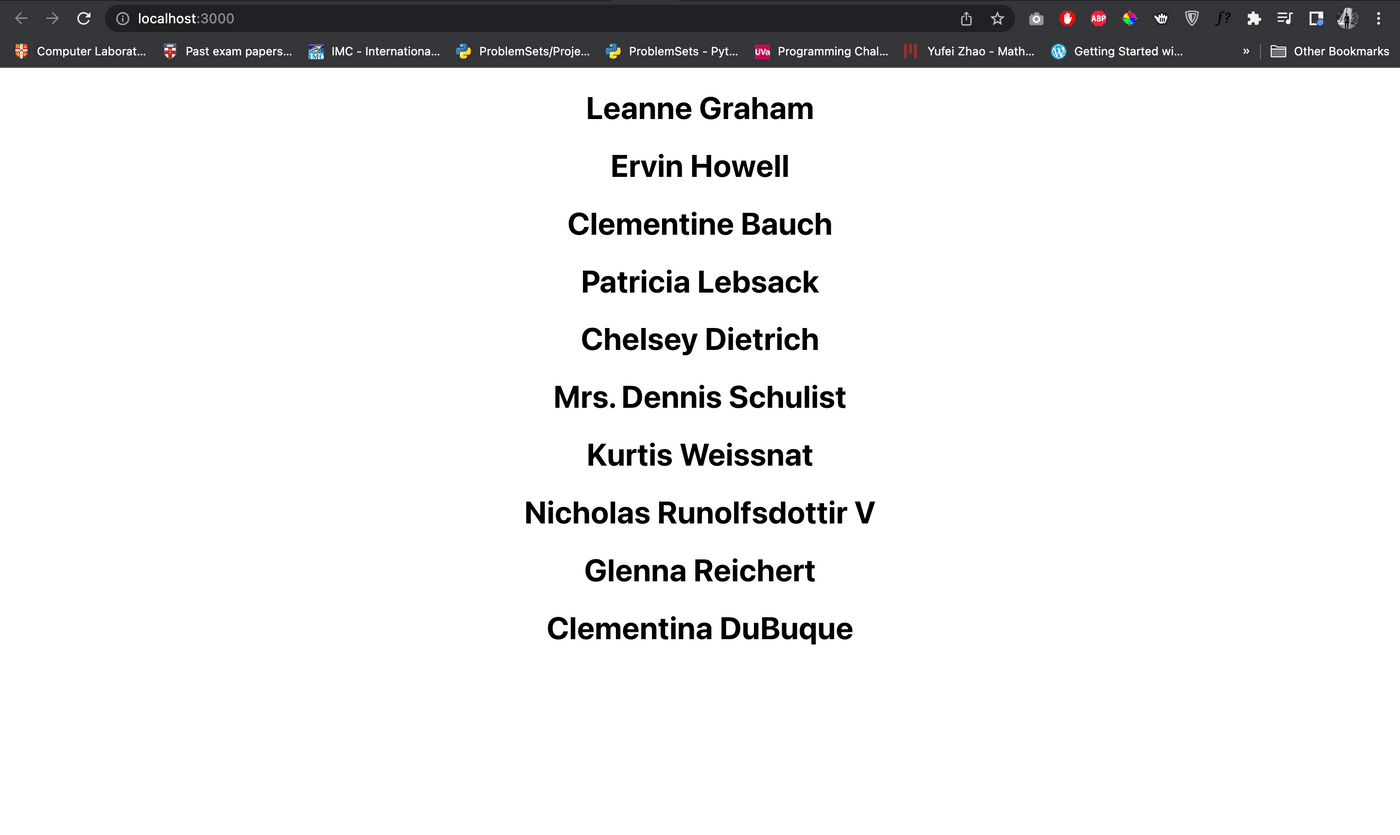 localhost:3000
ABP
f?
Computer Laborat...
Past exam papers...
IMC - Internationa...
ProblemSets/Proje...
ProblemSets - Pyt...
UVa
Programming Chal...
Yufei Zhao - Math...
Getting Started wi...
»
Other Bookmarks
Leanne Graham
Ervin Howell
Clementine Bauch
Patricia Lebsack
Chelsey Dietrich
Mrs. Dennis Schulist
Kurtis Weissnat
Nicholas Runolfsdottir V
Glenna Reichert
Clementina DuBuque